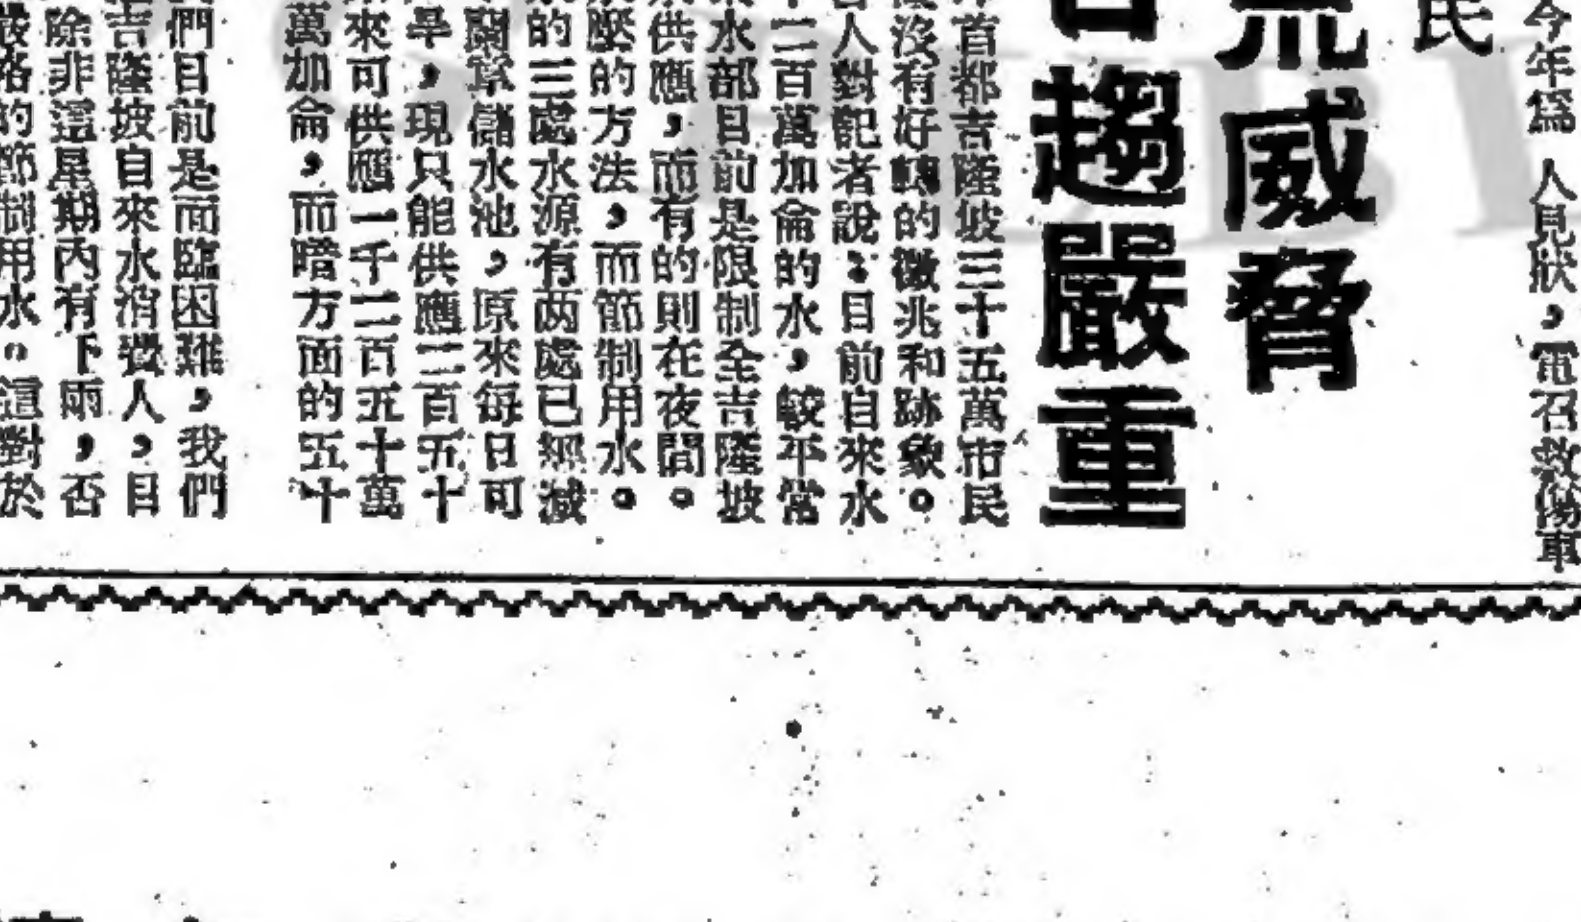 今年為 人見狀，電召救傷車
民
荒威脅
日趨嚴重
首都吉隆坡三十五萬市民
沒有好轉的徵兆和跡象。
人對記者說：目前自來水
二百萬加侖的水，較平常
水部目前是限制全吉隆坡
供應，而有的則在夜間。
壓的方法，而節制用水。
的三處水源有两處已經減
蘭䓍儲水池，原來每日可
旱，現只能供應三百五十
來可供應一千二百五十萬
萬加侖，而暗方面的五十
們目前是面臨困難，我們
吉隆坡自來水消費人，目
除非這星期內有下雨，否
嚴格的節制用水。這對於